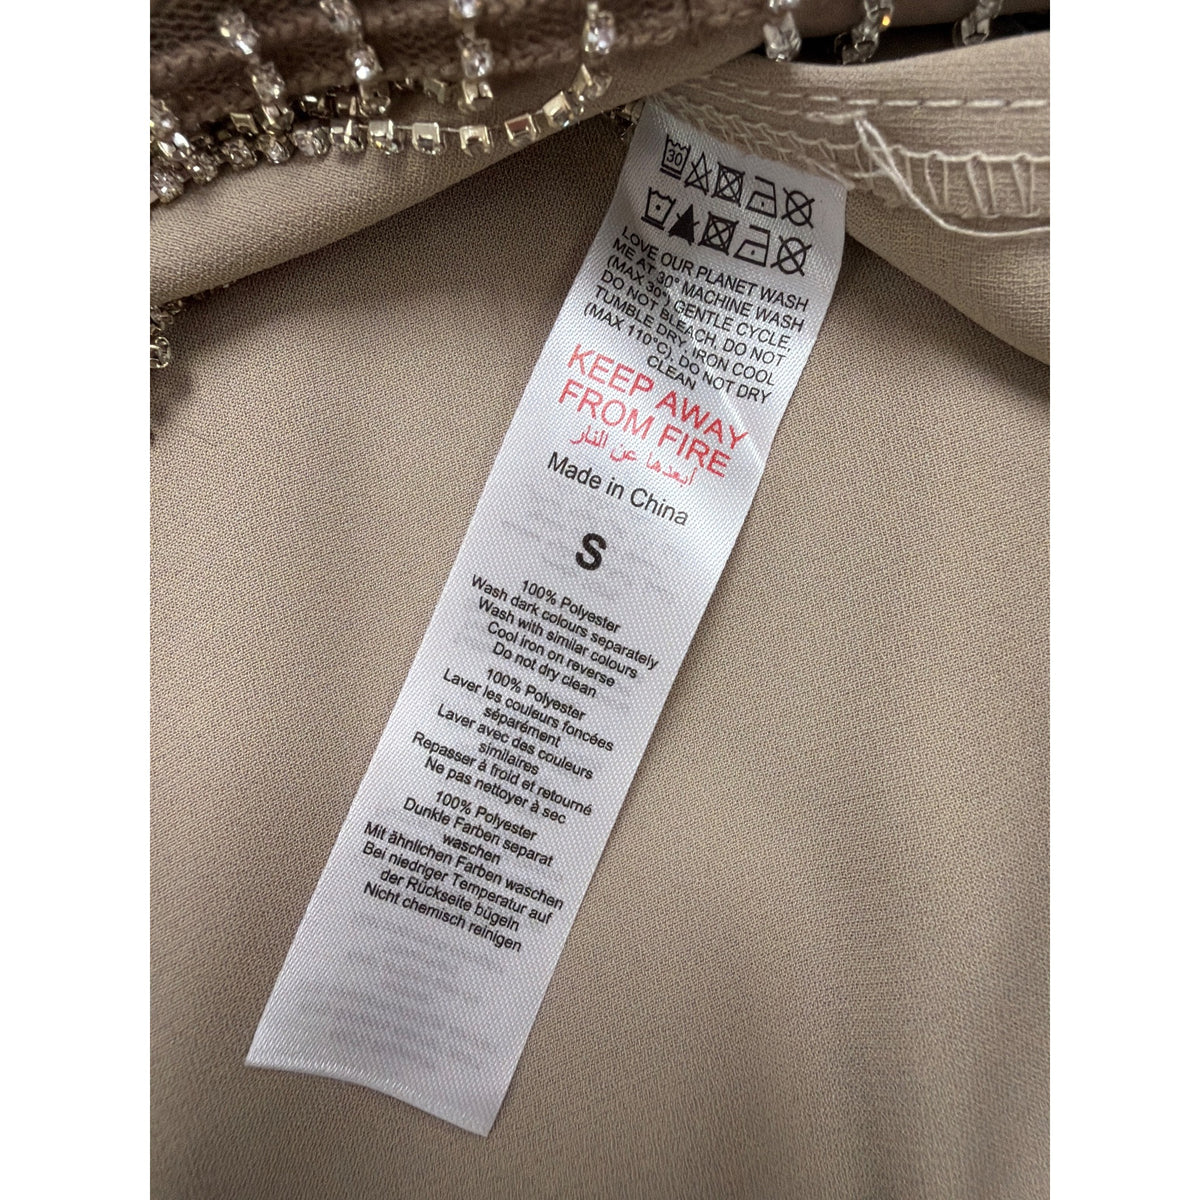 30
LOVE OUR PLANET WASH
ME AT 30° MACHINE WASH
(MAX 30°) GENTLE CYCLE,
DO NOT BLEACH, DO NOT
TUMBLE DRY, IRON COOL
(MAX 110°C), DO NOT DRY
CLEAN
KEEP AWAY
FROM FIRE
أبعدها عن النار
Made in China
S
100% Polyester
Wash dark colours separately
Wash with similar colours
Cool iron on reverse
Do not dry clean
100% Polyester
Laver les couleurs foncées
séparément
Laver avec des couleurs
similaires
Repasser à froid et retourné
Ne pas nettoyer à sec
100% Polyester
Dunkle Farben separat
waschen
Mit ähnlichen Farben waschen
Bei niedriger Temperatur auf
der Rückseite bügeln
Nicht chemisch reinigen